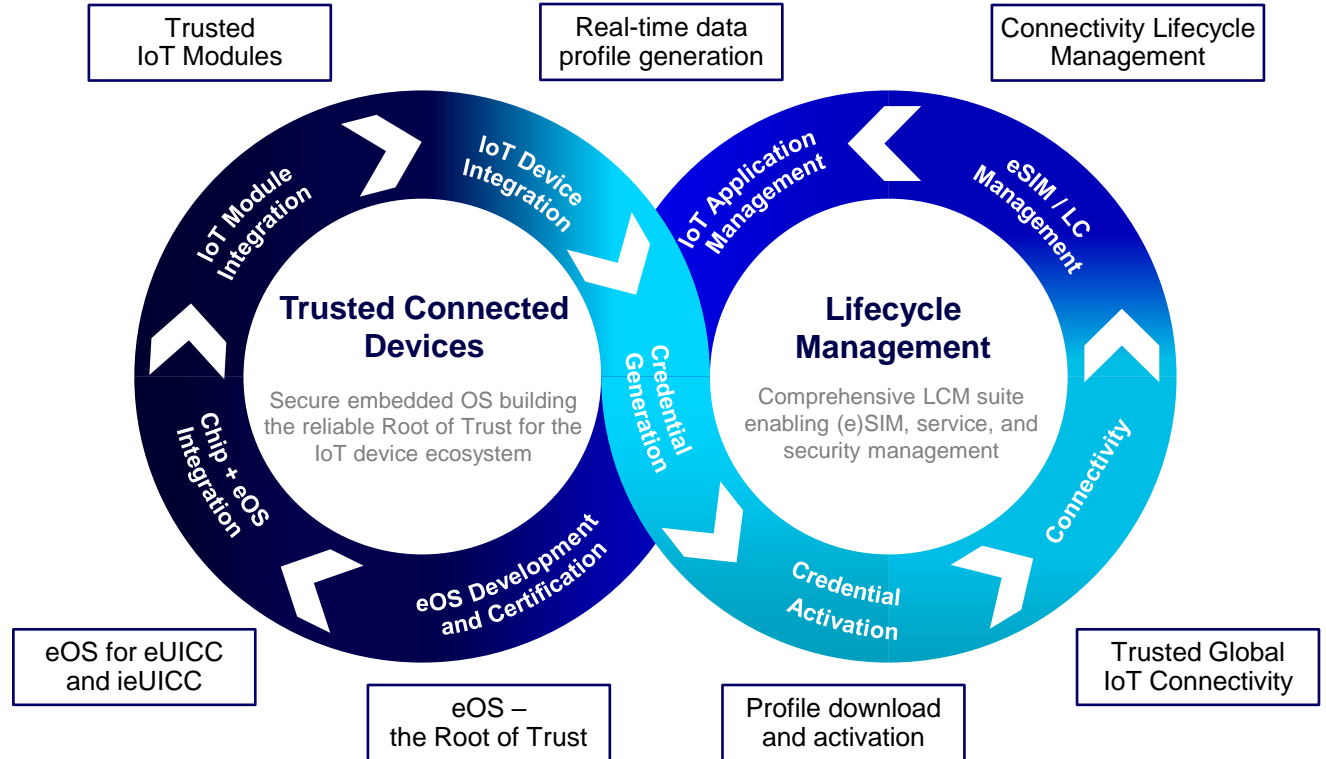 Trusted
IoT Modules
Real-time data
profile generation
Connectivity Lifecycle
Management
IoT Module
Integration
IoT Device
Integration
IoT Application
Management
eSIM / LC
Management
Trusted Connected
Devices
Secure embedded OS building
the reliable Root of Trust for the
IoT device ecosystem
Credential
Generation
Lifecycle
Management
Comprehensive LCM suite
enabling (e)SIM, service, and
security management
Chip + eOS
Integration
eOS Development
and Certification
Credential
Activation
Connectivity
eOS for eUICC
and ieUICC
eOS –
the Root of Trust
Profile download
and activation
Trusted Global
IoT Connectivity